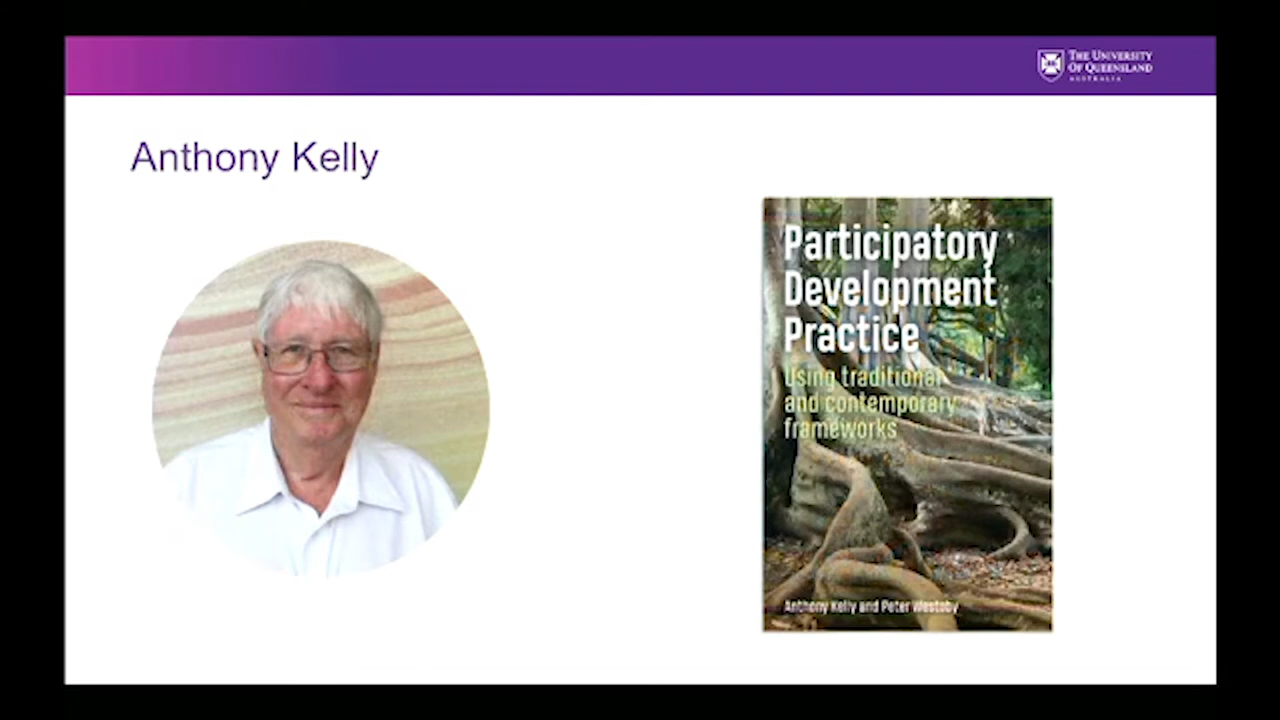 THE UNIVERSITY
OF QUEENSLAND
AUSTRALIA
Anthony Kelly
Participatory
Development
Practice
Using traditional
and contemporary
frameworks
Anthony Kelly and Peter Westoby